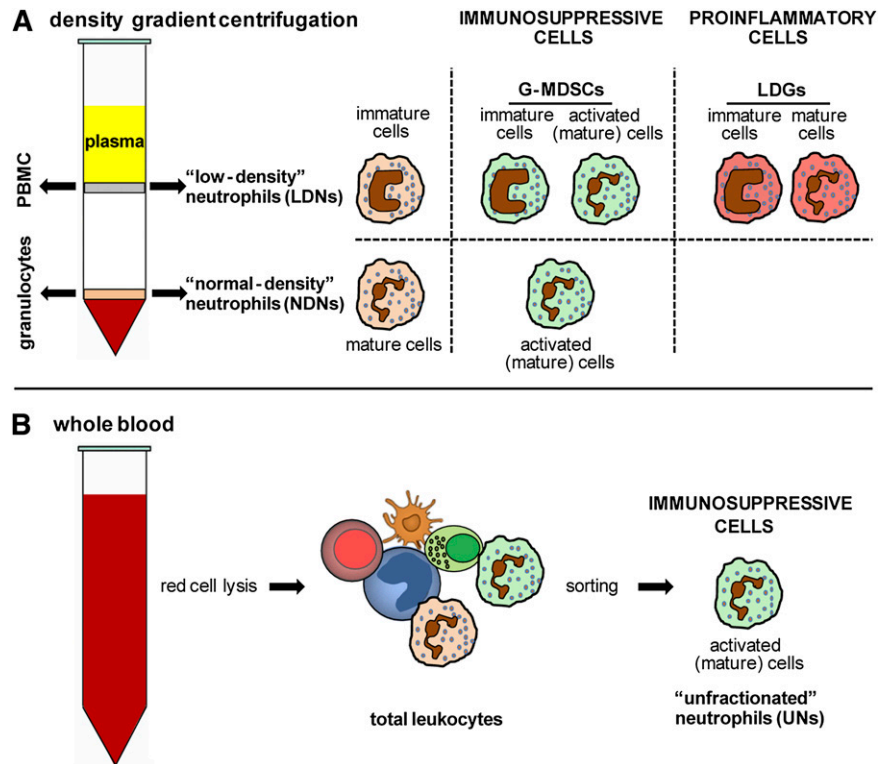 A density gradient centrifugation
IMMUNOSUPPRESSIVE
CELLS
PROINFLAMMATORY
CELLS
G-MDSCs
LDGs
immature
cells
immature
cells
activated
(mature) cells
immature
cells
mature
cells
plasma
PBMC
"low-density"
neutrophils (LDNs)
granulocytes
"normal-density"
neutrophils (NDNs)
mature cells
activated
(mature) cells
B whole blood
red cell lysis
total leukocytes
sorting
IMMUNOSUPPRESSIVE
CELLS
activated
(mature) cells
"unfractionated"
neutrophils (UNs)